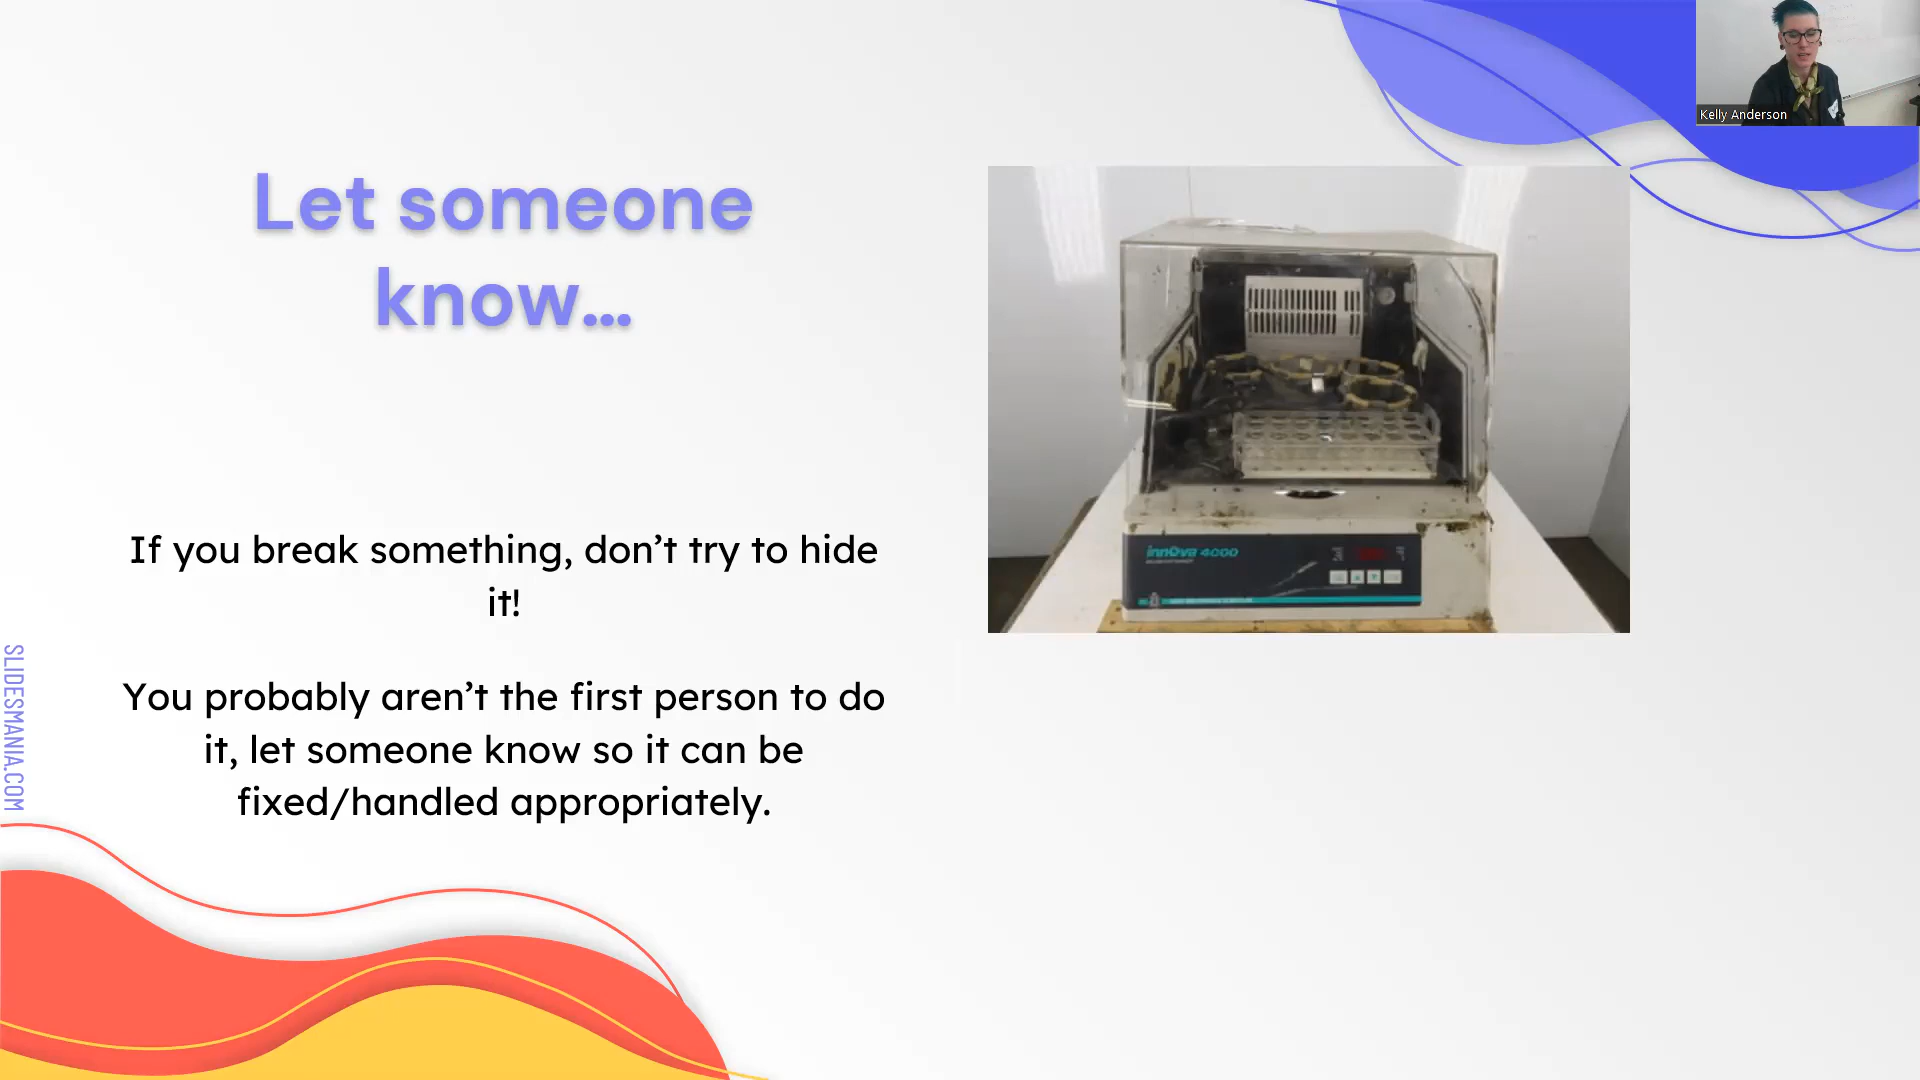 Kelly Anderson
Let someone
know...
If you break something, don’t try to hide
it!
You probably aren’t the first person to do
it, let someone know so it can be
fixed/handled appropriately.
innova 4000
SLIDESMANIA.COM